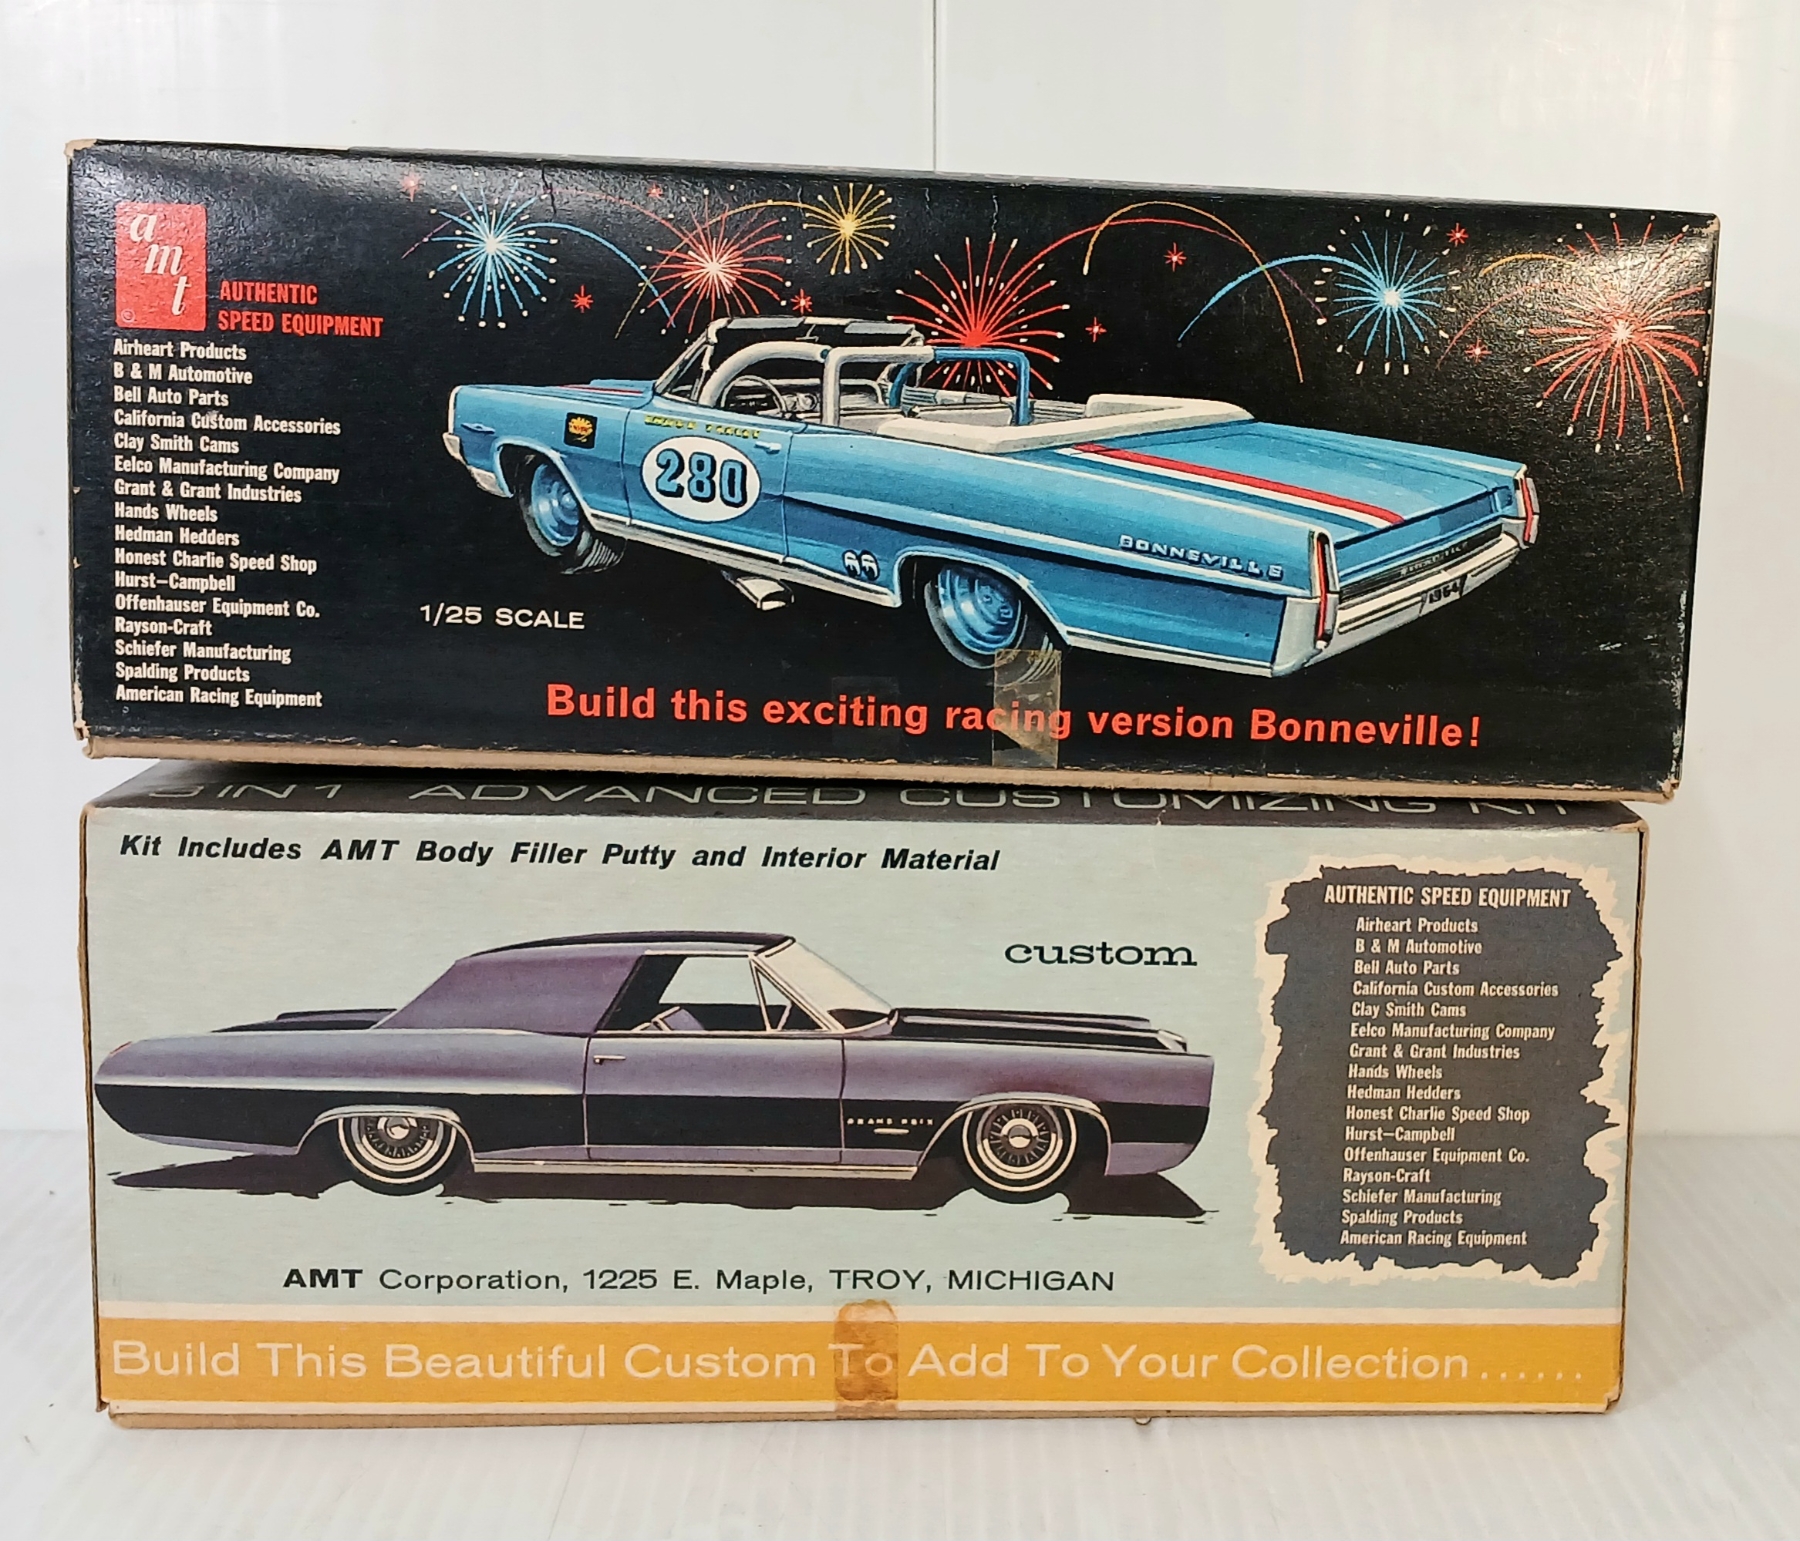 amt
AUTHENTIC
SPEED EQUIPMENT
Airheart Products
B & M Automotive
Bell Auto Parts
California Custom Accessories
Clay Smith Cams
Eelco Manufacturing Company
Grant & Grant Industries
Hands Wheels
Hedman Hedders
Honest Charlie Speed Shop
Hurst—Campbell
Offenhauser Equipment Co.
Rayson-Craft
Schiefer Manufacturing
Spalding Products
American Racing Equipment
280
BONNEVILLE
1964
1/25 SCALE
Build this exciting racing version Bonneville!
3 IN 1 ADVANCED CUSTOMIZING KIT
Kit Includes AMT Body Filler Putty and Interior Material
custom
GRAND PRIX
AUTHENTIC SPEED EQUIPMENT
Airheart Products
B & M Automotive
Bell Auto Parts
California Custom Accessories
Clay Smith Cams
Eelco Manufacturing Company
Grant & Grant Industries
Hands Wheels
Hedman Hedders
Honest Charlie Speed Shop
Hurst—Campbell
Offenhauser Equipment Co.
Rayson-Craft
Schiefer Manufacturing
Spalding Products
American Racing Equipment
AMT Corporation, 1225 E. Maple, TROY, MICHIGAN
Build This Beautiful Custom To Add To Your Collection......